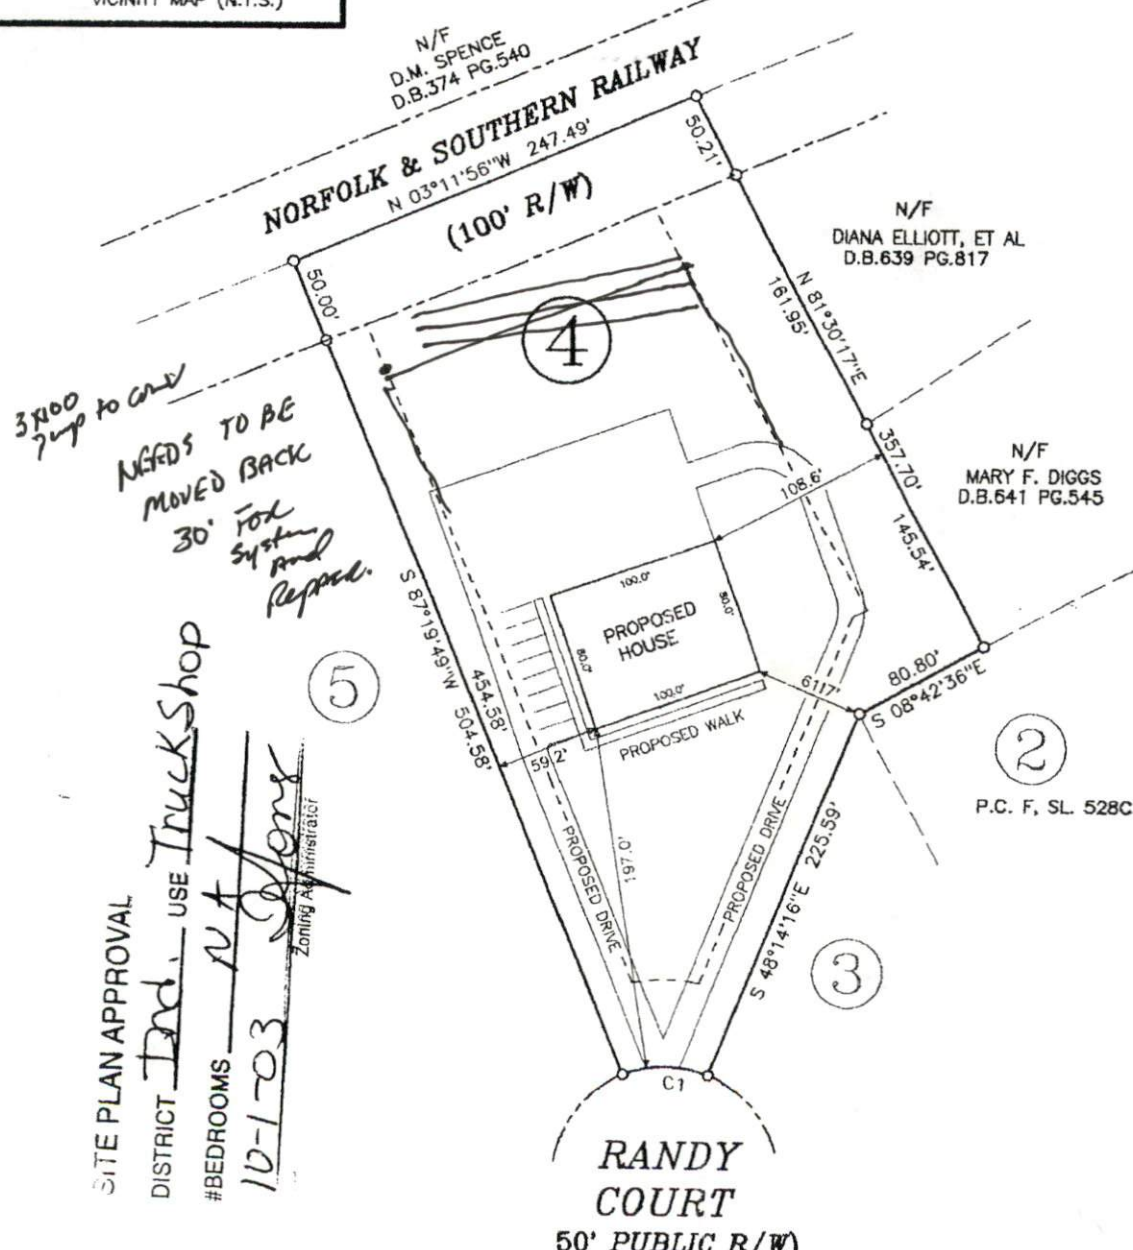 VICINITY MAP (N.T.S.)
N/F
D.M. SPENCE
D.B.374 PG.540
NORFOLK & SOUTHERN RAILWAY
N 03°11'56"W 247.49'
(100' R/W)
50.21'
50.00'
N/F
DIANA ELLIOTT, ET AL
D.B.639 PG.817
N 81°30'17"E
161.95'
357.70'
145.54'
N/F
MARY F. DIGGS
D.B.641 PG.545
4
3x100
Pump to conv
NEEDS TO BE
MOVED BACK
30' FOR
System
And
Repair.
108.6'
100.0'
80.0'
PROPOSED
HOUSE
80.0'
100.0'
PROPOSED WALK
61.7'
59.2'
S 87°19'49"W 504.58'
454.58'
5
80.80'
S 08°42'36"E
2
P.C. F, SL. 528C
197.0'
PROPOSED DRIVE
PROPOSED DRIVE
S 48°14'16"E 225.59'
3
C1
RANDY
COURT
50' PUBLIC R/W)
SITE PLAN APPROVAL
DISTRICT Ind. USE Truck Shop
#BEDROOMS NA
10-1-03
Zoning Administrator